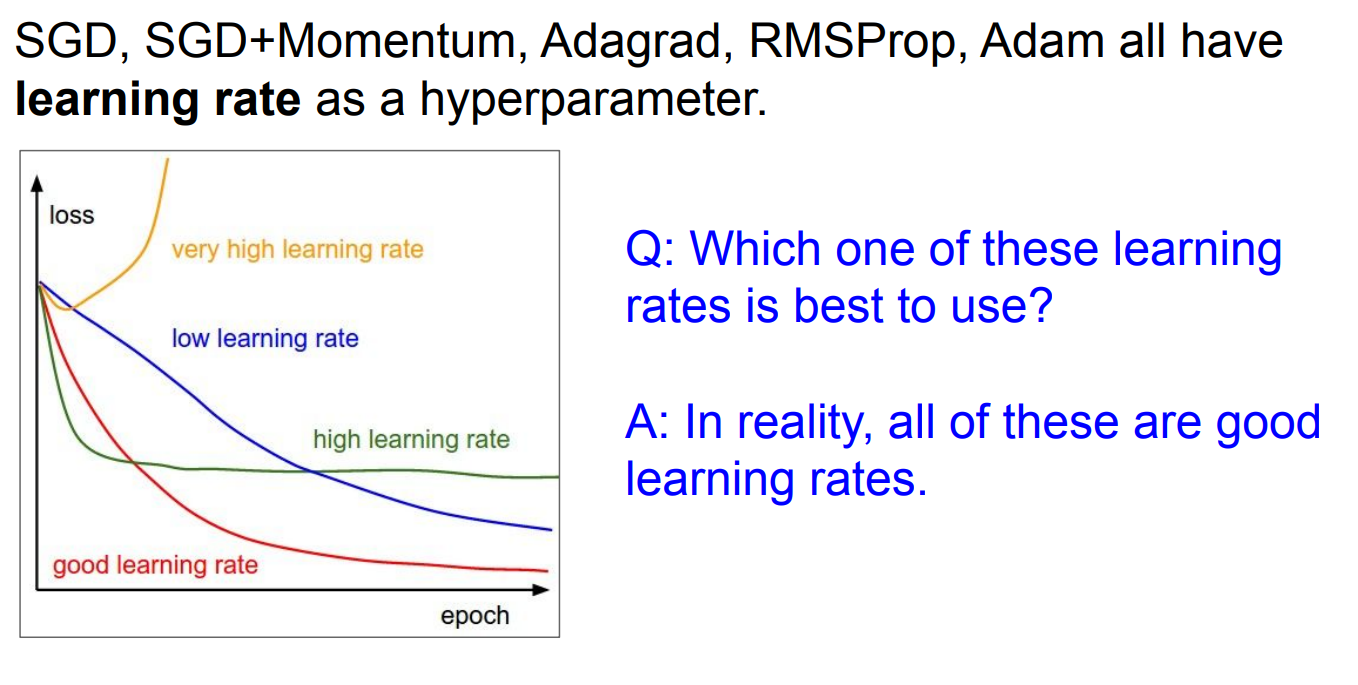 SGD, SGD+Momentum, Adagrad, RMSProp, Adam all have
learning rate as a hyperparameter.
loss
very high learning rate
low learning rate
high learning rate
good learning rate
epoch
Q: Which one of these learning
rates is best to use?
A: In reality, all of these are good
learning rates.